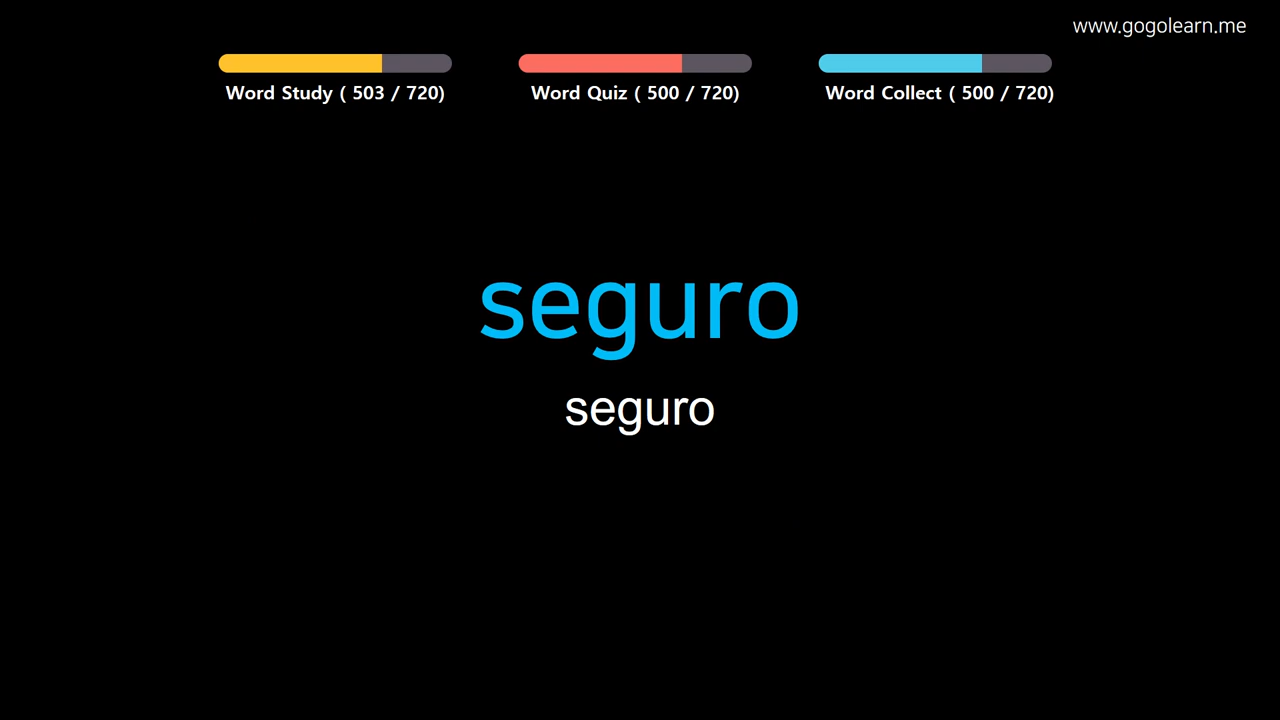 www.gogolearn.me
Word Study ( 503 / 720)
Word Quiz ( 500 / 720)
Word Collect ( 500 / 720)
seguro
seguro